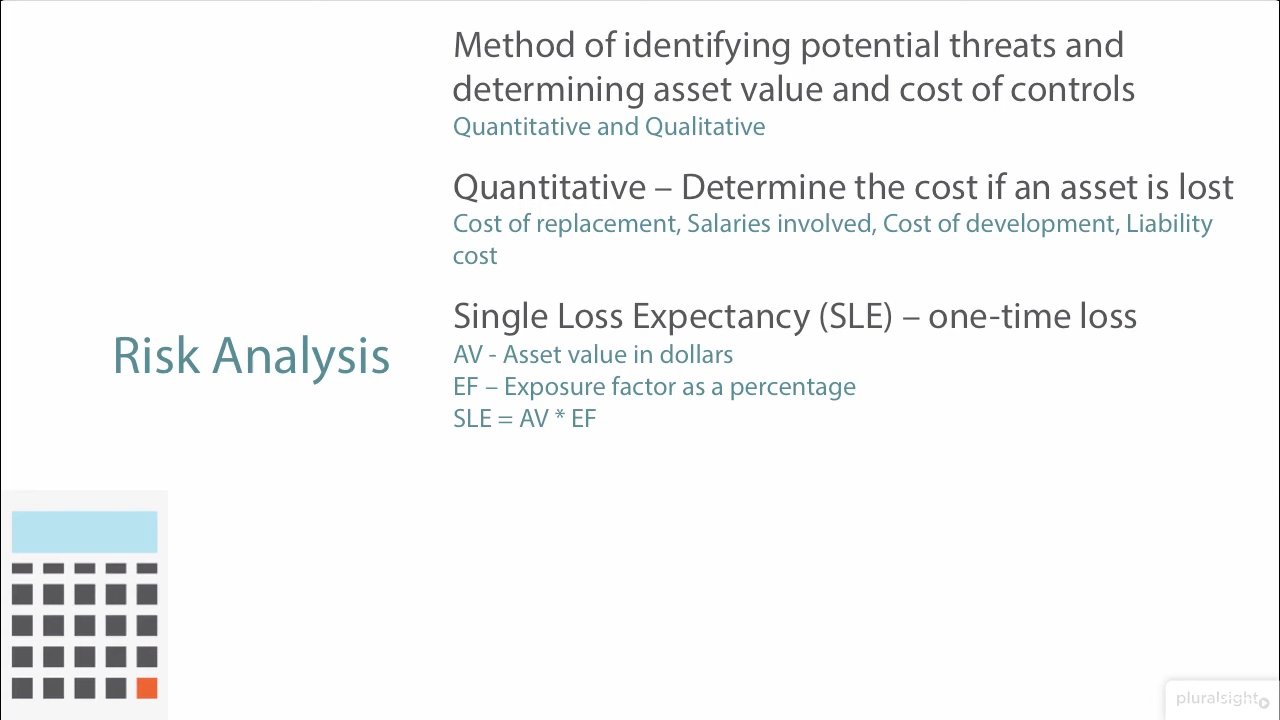 Method of identifying potential threats and
determining asset value and cost of controls
Quantitative and Qualitative
Quantitative – Determine the cost if an asset is lost
Cost of replacement, Salaries involved, Cost of development, Liability
cost
Single Loss Expectancy (SLE) – one-time loss
Risk Analysis
AV - Asset value in dollars
EF – Exposure factor as a percentage
SLE = AV * EF
pluralsight